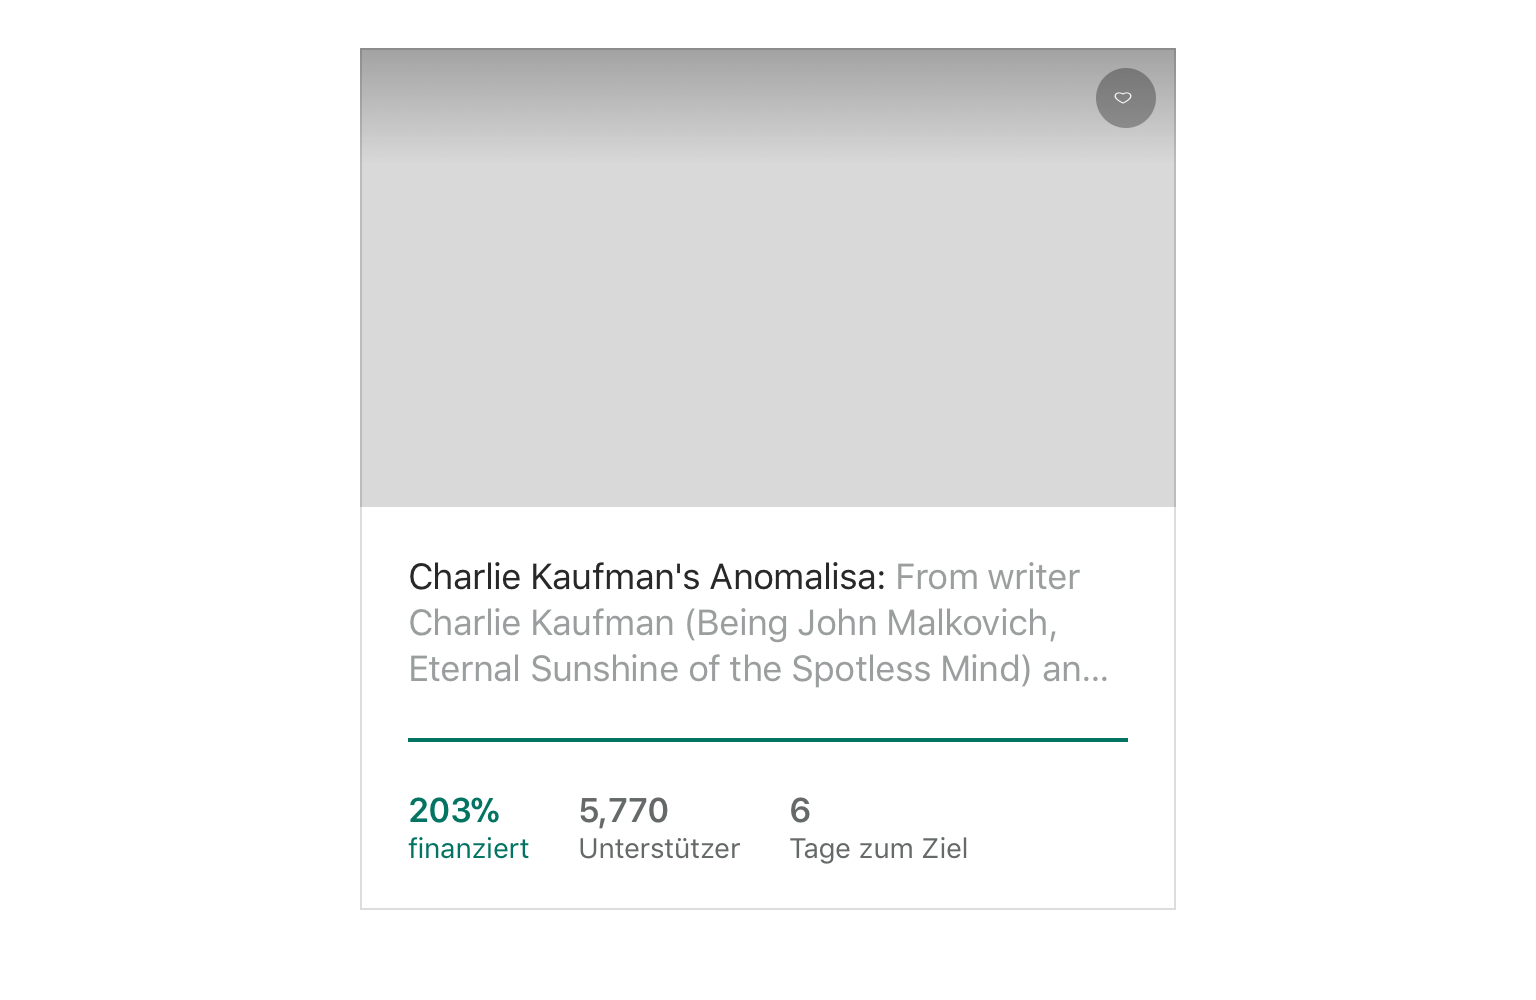 Charlie Kaufman's Anomalisa: From writer
Charlie Kaufman (Being John Malkovich,
Eternal Sunshine of the Spotless Mind) an…
203%
finanziert
5,770
Unterstützer
6
Tage zum Ziel